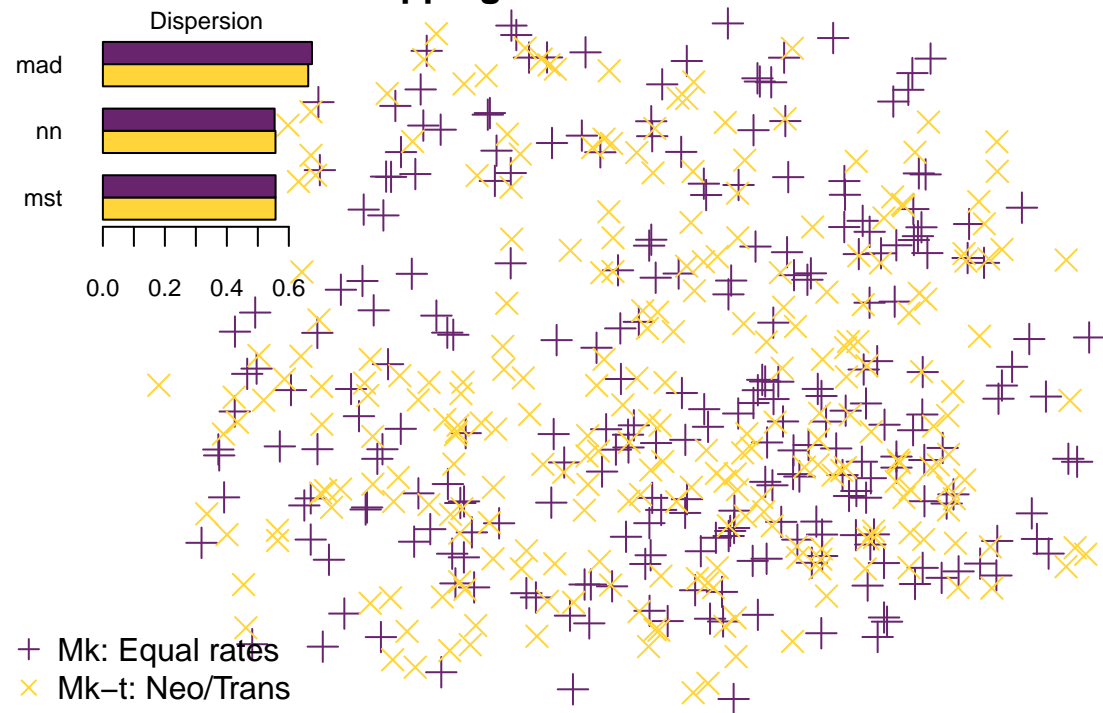 Dispersion
mad
nn
mst
0.0 0.2 0.4 0.6
Mk: Equal rates
Mk−t: Neo/Trans